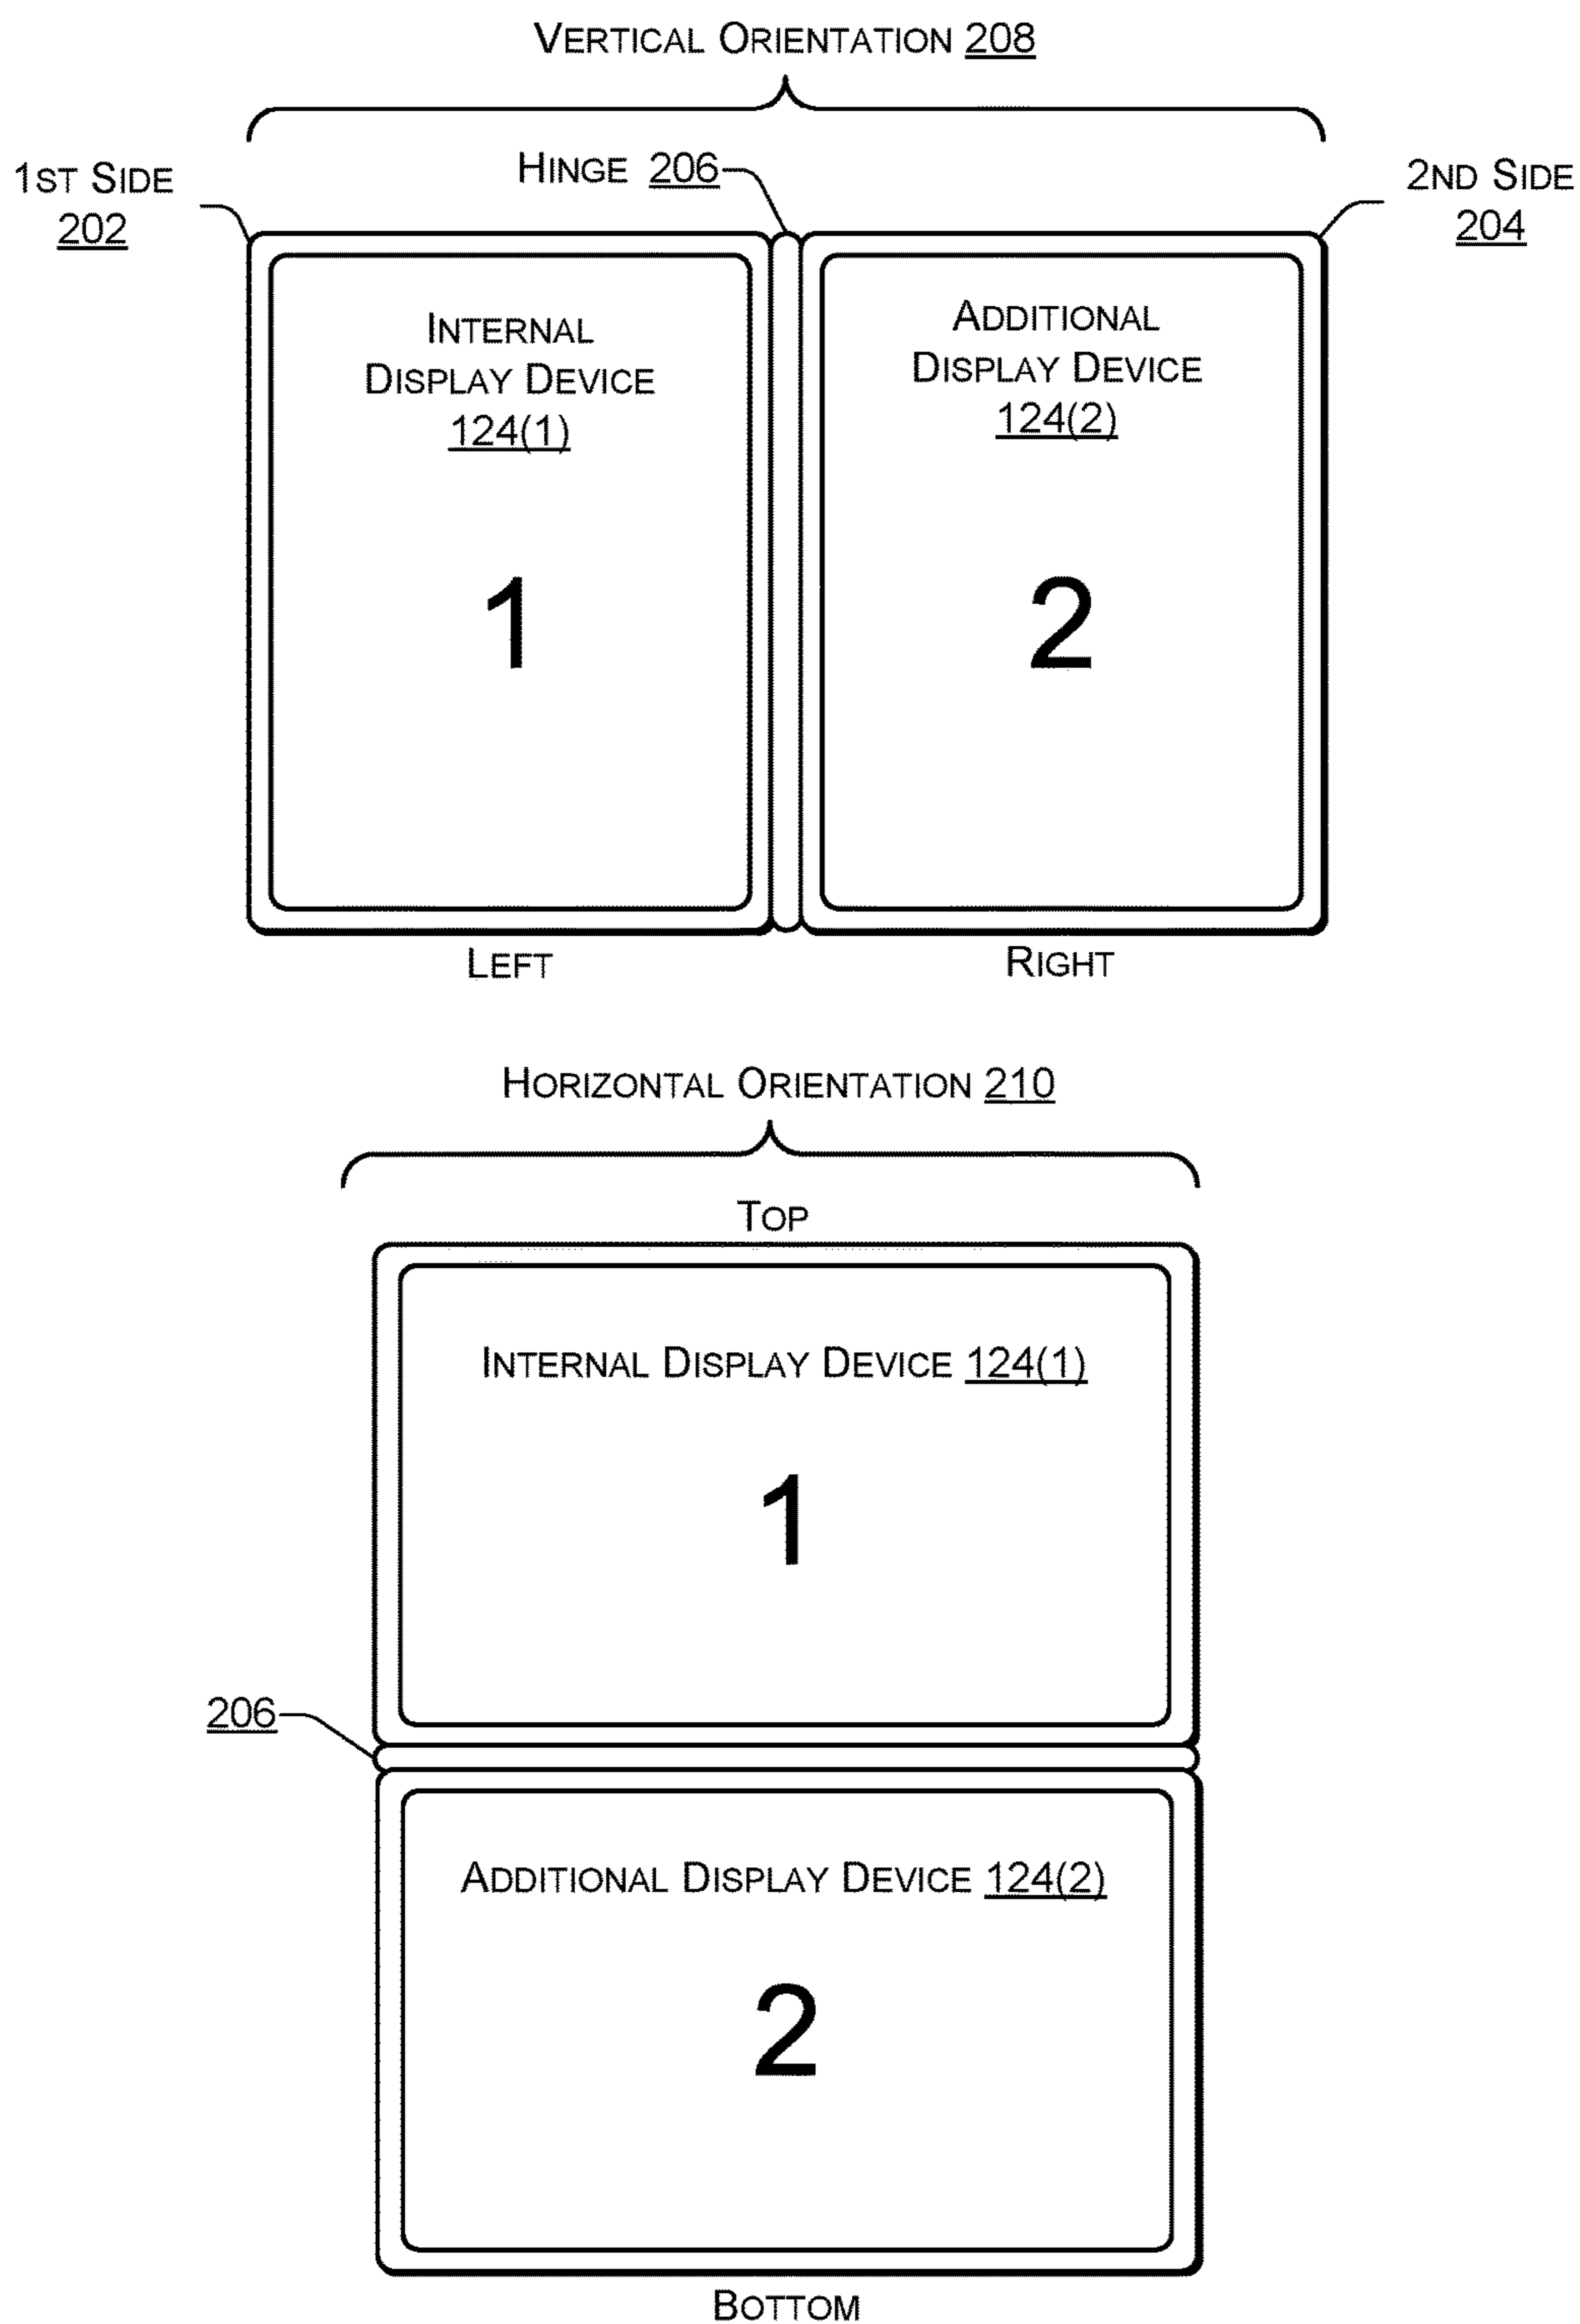 VERTICAL ORIENTATION 208
1ST SIDE
202
HINGE 206
2ND SIDE
204
INTERNAL
DISPLAY DEVICE
124(1)
1
ADDITIONAL
DISPLAY DEVICE
124(2)
2
LEFT
RIGHT
HORIZONTAL ORIENTATION 210
TOP
INTERNAL DISPLAY DEVICE 124(1)
1
206
ADDITIONAL DISPLAY DEVICE 124(2)
2
BOTTOM